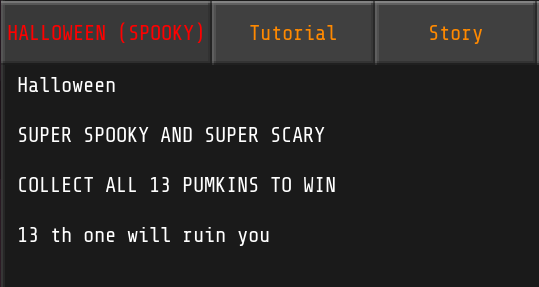 HALLOWEEN (SPOOKY) Tutorial Story
Halloween
SUPER SPOOKY AND SUPER SCARY
COLLECT ALL 13 PUMKINS TO WIN
13 th one will ruin you